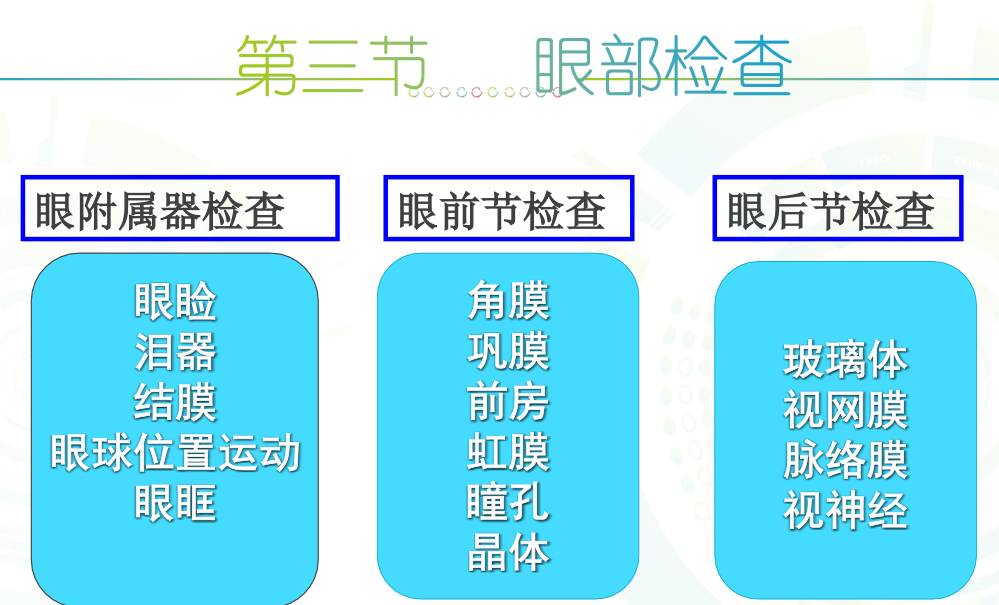 第三节 眼部检查
眼附属器检查
眼睑
泪器
结膜
眼球位置运动
眼眶
眼前节检查
角膜
巩膜
前房
虹膜
瞳孔
晶体
眼后节检查
玻璃体
视网膜
脉络膜
视神经